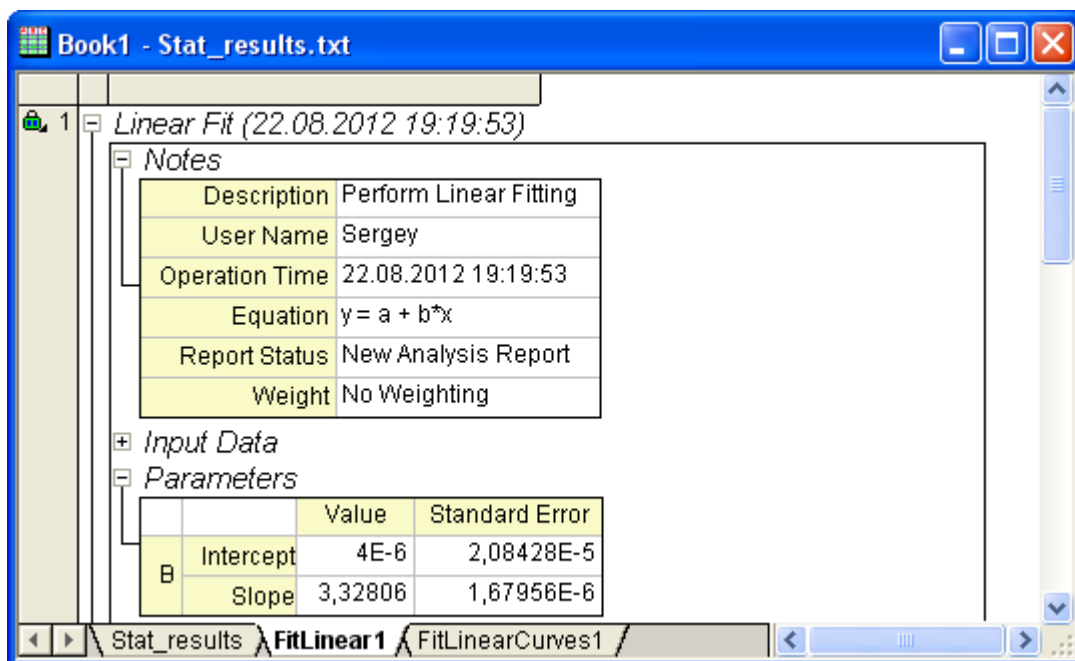 Book1 - Stat_results.txt
1 Linear Fit (22.08.2012 19:19:53)
Notes
Description Perform Linear Fitting
User Name Sergey
Operation Time 22.08.2012 19:19:53
Equation y = a + b*x
Report Status New Analysis Report
Weight No Weighting
Input Data
Parameters
Value Standard Error
B Intercept 4E-6 2,08428E-5
Slope 3,32806 1,67956E-6
Stat_results FitLinear1 FitLinearCurves1